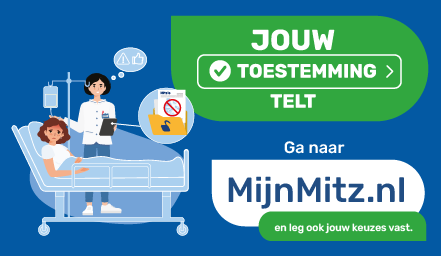 JOUW
TOESTEMMING
TELT
Ga naar
MijnMitz.nl
en leg ook jouw keuzes vast.